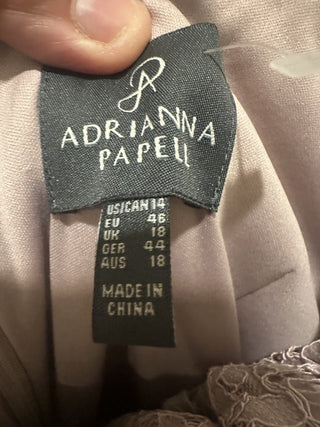 ADRIANNA
PAPELL
US/CAN 14
EU 46
UK 18
GER 44
AUS 18
MADE IN
CHINA